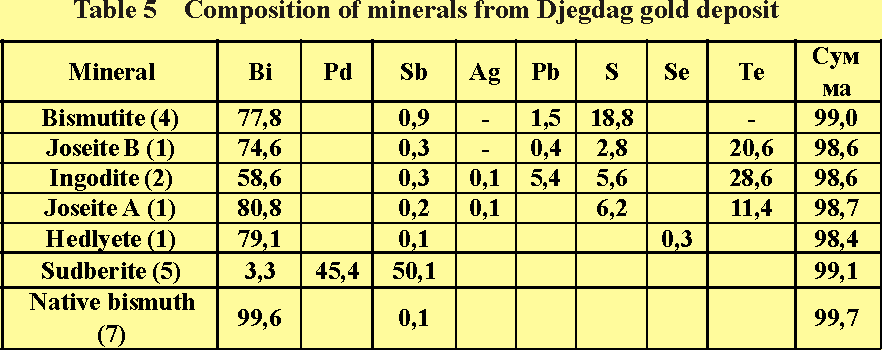 Table 5 Composition of minerals from Djegdag gold deposit
Mineral Bi Pd Sb Ag Pb S Se Te Сум
ма
Bismutite (4) 77,8 0,9 - 1,5 18,8 - 99,0
Joseite B (1) 74,6 0,3 - 0,4 2,8 20,6 98,6
Ingodite (2) 58,6 0,3 0,1 5,4 5,6 28,6 98,6
Joseite A (1) 80,8 0,2 0,1 6,2 11,4 98,7
Hedlyete (1) 79,1 0,1 0,3 98,4
Sudberite (5) 3,3 45,4 50,1 99,1
Native bismuth
(7) 99,6 0,1 99,7